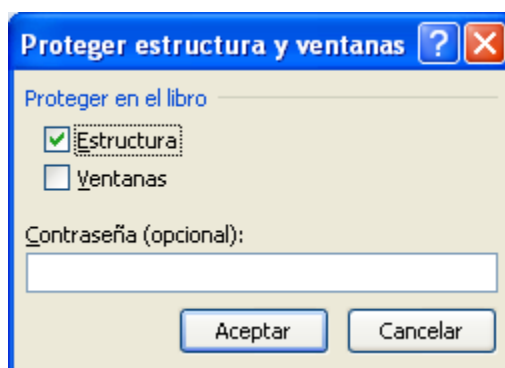 Proteger estructura y ventanas ?
Proteger en el libro
Estructura
Ventanas
Contraseña (opcional):
Aceptar Cancelar